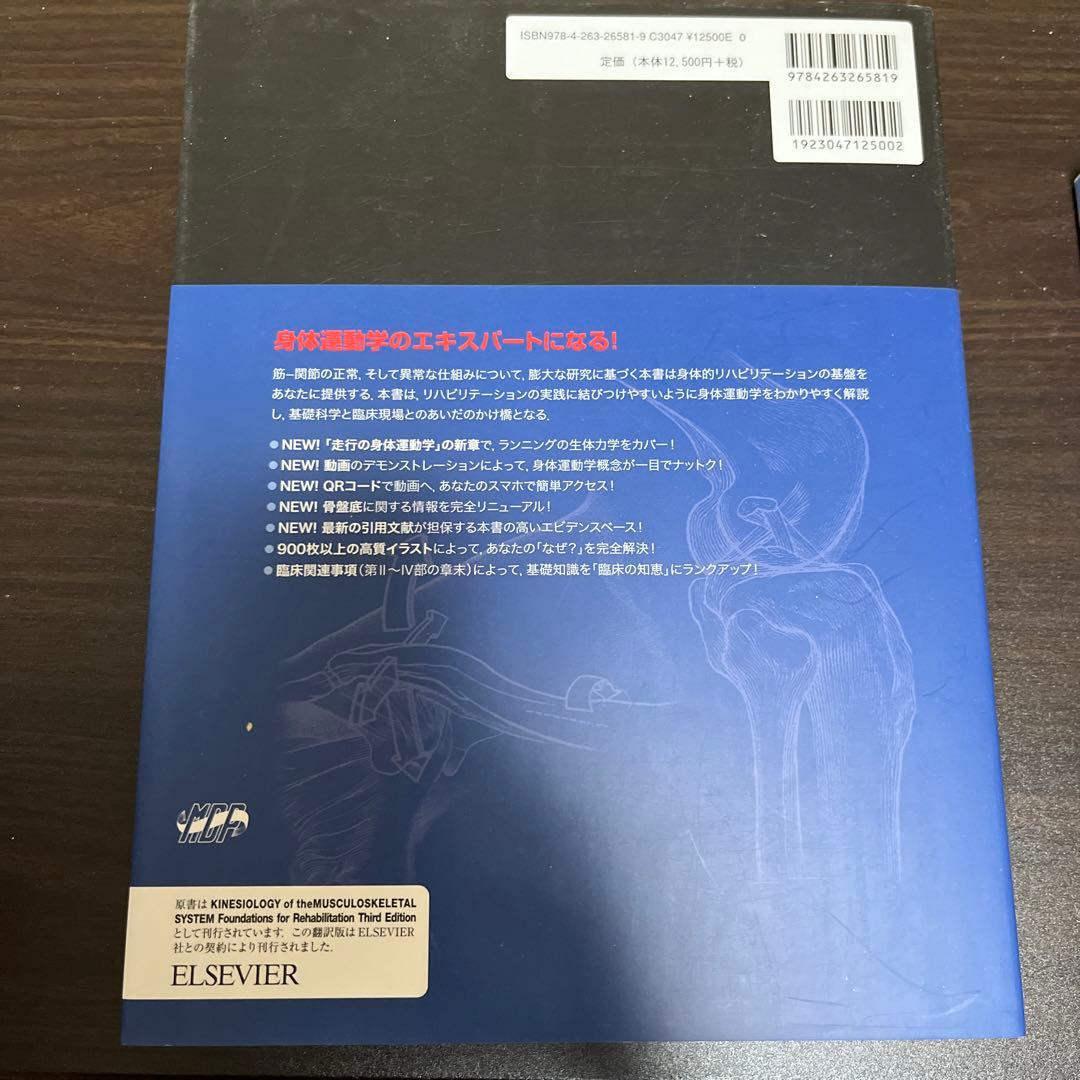 ISBN978-4-263-26581-9 C3047 ¥12500E 0
定価（本体12,500円＋税）
9784263265819
1923047125002
身体運動学のエキスパートになる！
筋−関節の正常，そして異常な仕組みについて，膨大な研究に基づく本書は身体的リハビリテーションの基盤を
あなたに提供する．本書は，リハビリテーションの実践に結びつけやすいように身体運動学をわかりやすく解説
し，基礎科学と臨床現場とのあいだのかけ橋となる．
●NEW！「走行の身体運動学」の新章で，ランニングの生体力学をカバー！
●NEW！動画のデモンストレーションによって，身体運動学概念が一目でナットク！
●NEW！QRコードで動画へ，あなたのスマホで簡単アクセス！
●NEW！骨盤底に関する情報を完全リニューアル！
●NEW！最新の引用文献が担保する本書の高いエビデンスベース！
●900枚以上の高質イラストによって，あなたの「なぜ？」を完全解決！
●臨床関連事項（第Ⅱ〜Ⅳ部の章末）によって，基礎知識を「臨床の知恵」にランクアップ！
MDP
原書は KINESIOLOGY of theMUSCULOSKELETAL
SYSTEM Foundations for Rehabilitation Third Edition
として刊行されています．この翻訳版は ELSEVIER
社との契約により刊行されました．
ELSEVIER